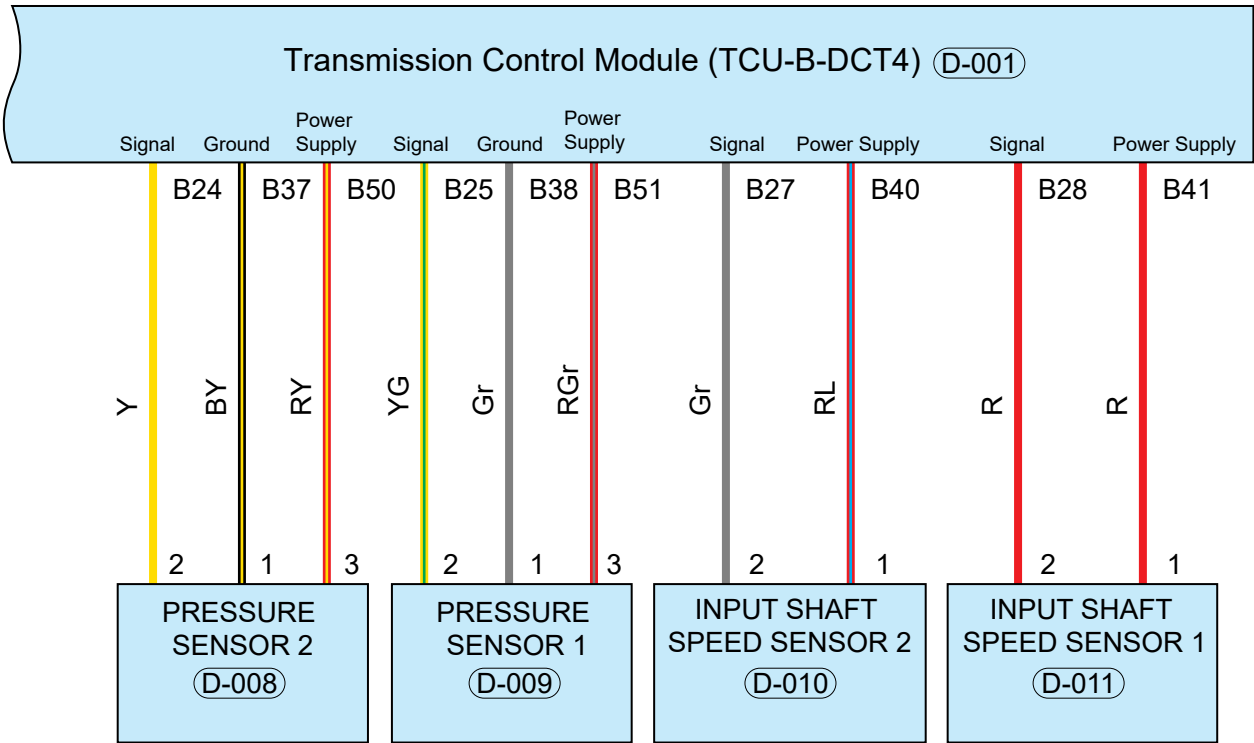 Transmission Control Module (TCU-B-DCT4) D-001
Signal Ground Power Supply Signal Ground Power Supply Signal Power Supply Signal Power Supply
B24 B37 B50 B25 B38 B51 B27 B40 B28 B41
Y BY RY YG Gr RGr Gr RL R R
2 1 3 2 1 3 2 1 2 1
PRESSURE
SENSOR 2
D-008
PRESSURE
SENSOR 1
D-009
INPUT SHAFT
SPEED SENSOR 2
D-010
INPUT SHAFT
SPEED SENSOR 1
D-011